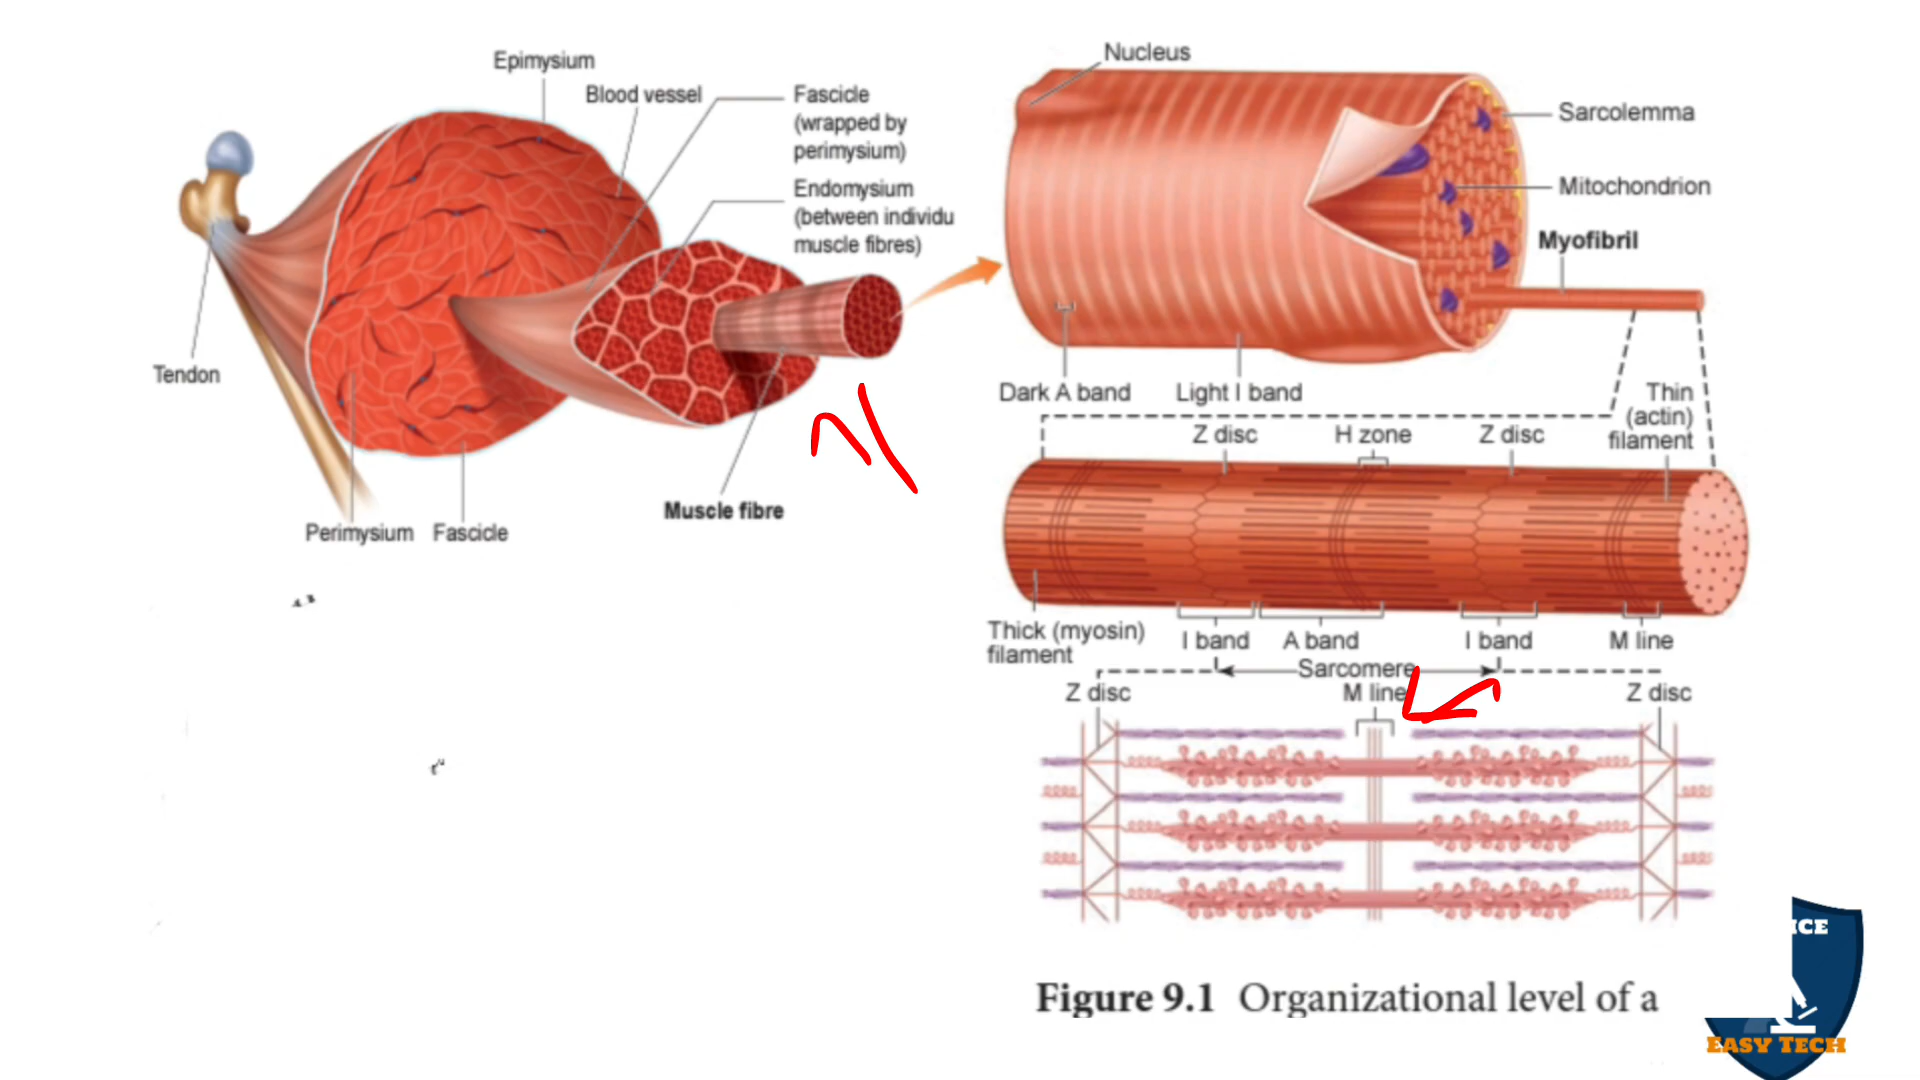 Epimysium
Blood vessel
Fascicle
(wrapped by
perimysium)
Endomysium
(between individu
muscle fibres)
Tendon
Perimysium
Fascicle
Muscle fibre
Nucleus
Sarcolemma
Mitochondrion
Myofibril
Dark A band
Light I band
Thin
(actin)
filament
Z disc
H zone
Z disc
Thick (myosin)
filament
I band
A band
I band
M line
Sarcomere
Z disc
M line
Z disc
Figure 9.1 Organizational level of a
ICE
EASY TECH